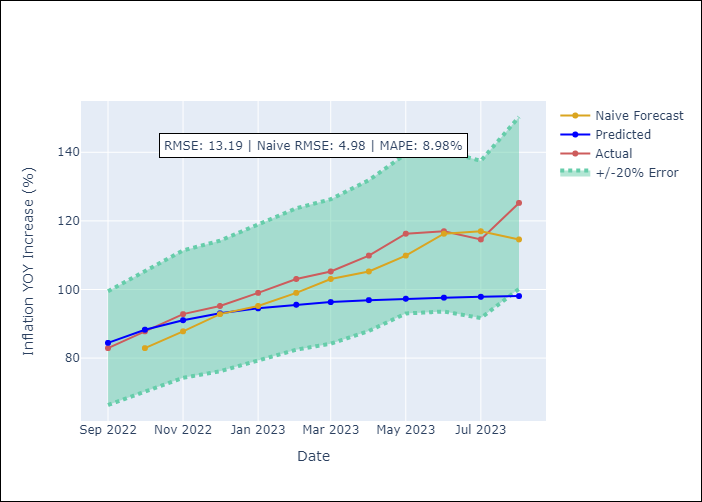 Naive Forecast
Predicted
Actual
+/-20% Error
RMSE: 13.19 | Naive RMSE: 4.98 | MAPE: 8.98%
Inflation YOY Increase (%)
140
120
100
80
Sep 2022
Nov 2022
Jan 2023
Mar 2023
May 2023
Jul 2023
Date